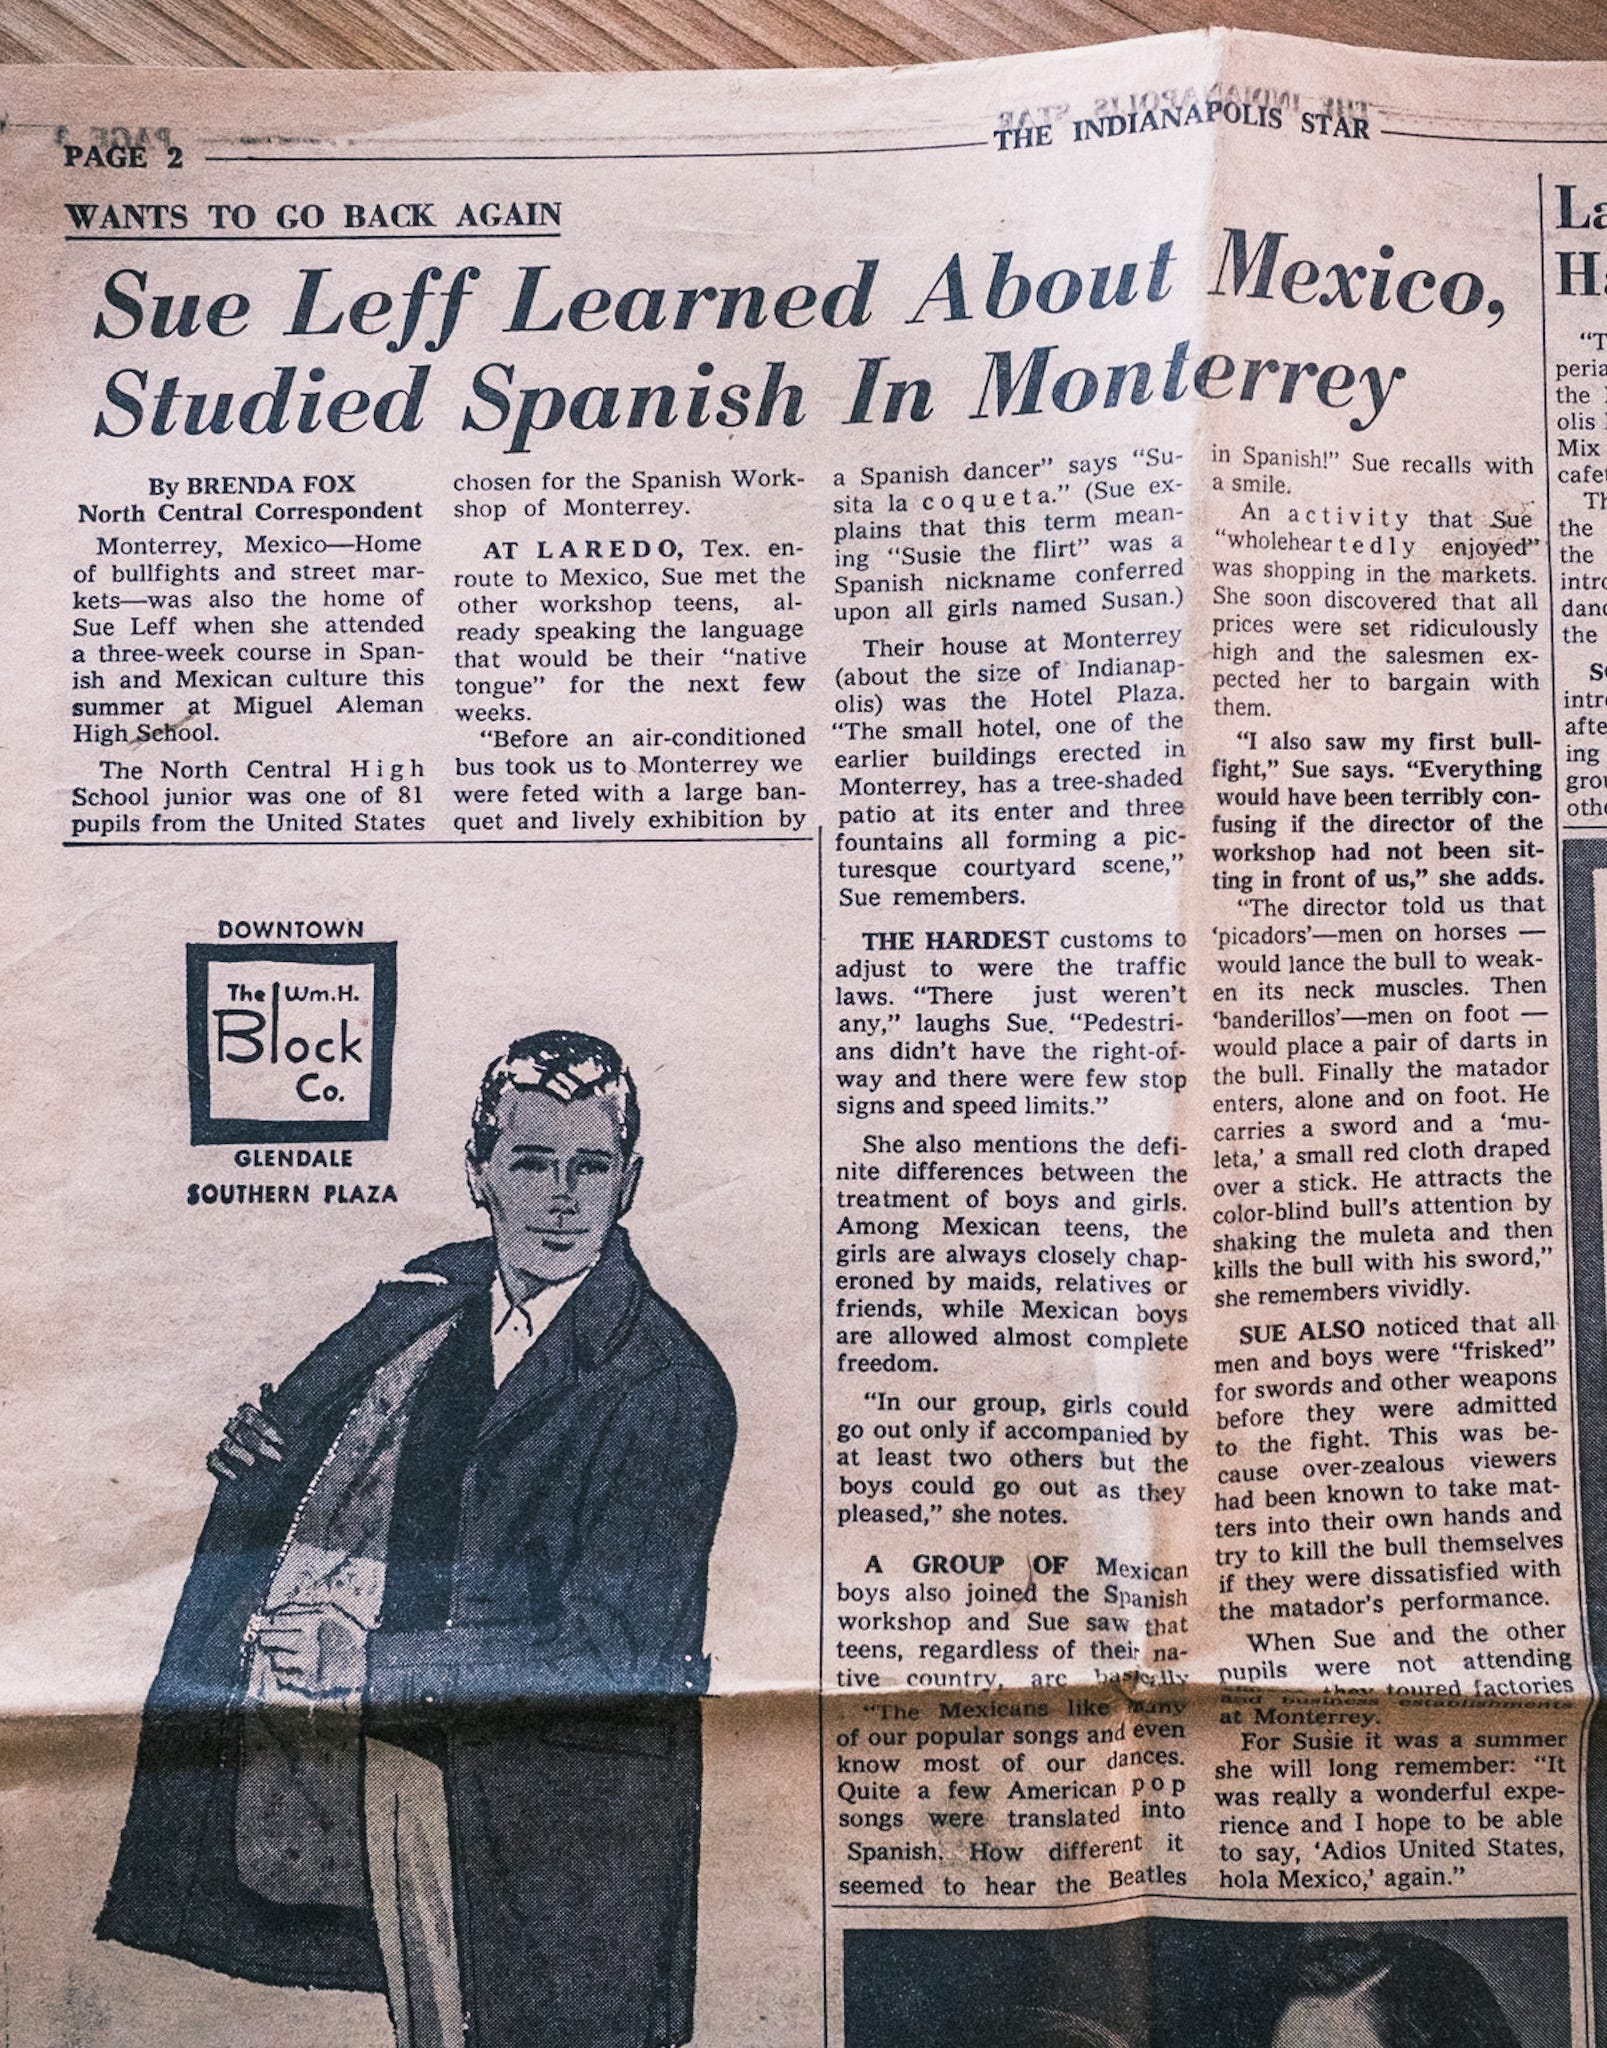 PAGE 2
THE INDIANAPOLIS STAR
WANTS TO GO BACK AGAIN
Sue Leff Learned About Mexico,
Studied Spanish In Monterrey
By BRENDA FOX
North Central Correspondent
Monterrey, Mexico—Home
of bullfights and street mar-
kets—was also the home of
Sue Leff when she attended
a three-week course in Span-
ish and Mexican culture this
summer at Miguel Aleman
High School.
The North Central High
School junior was one of 81
pupils from the United States
chosen for the Spanish Work-
shop of Monterrey.
AT LAREDO, Tex. en-
route to Mexico, Sue met the
other workshop teens, al-
ready speaking the language
that would be their "native
tongue" for the next few
weeks.
"Before an air-conditioned
bus took us to Monterrey we
were feted with a large ban-
quet and lively exhibition by
a Spanish dancer" says "Su-
sita la coqueta." (Sue ex-
plains that this term mean-
ing "Susie the flirt" was a
Spanish nickname conferred
upon all girls named Susan.)
Their house at Monterrey
(about the size of Indianap-
olis) was the Hotel Plaza.
"The small hotel, one of the
earlier buildings erected in
Monterrey, has a tree-shaded
patio at its enter and three
fountains all forming a pic-
turesque courtyard scene,"
Sue remembers.
THE HARDEST customs to
adjust to were the traffic
laws. "There just weren't
any," laughs Sue. "Pedestri-
ans didn't have the right-of-
way and there were few stop
signs and speed limits."
She also mentions the defi-
nite differences between the
treatment of boys and girls.
Among Mexican teens, the
girls are always closely chap-
eroned by maids, relatives or
friends, while Mexican boys
are allowed almost complete
freedom.
"In our group, girls could
go out only if accompanied by
at least two others but the
boys could go out as they
pleased," she notes.
A GROUP OF Mexican
boys also joined the Spanish
workshop and Sue saw that
teens, regardless of their na-
tive country, are basically
"The Mexicans like many
of our popular songs and even
know most of our dances.
Quite a few American pop
songs were translated into
Spanish. How different it
seemed to hear the Beatles
in Spanish!" Sue recalls with
a smile.
An activity that Sue
"wholeheartedly enjoyed"
was shopping in the markets.
She soon discovered that all
prices were set ridiculously
high and the salesmen ex-
pected her to bargain with
them.
"I also saw my first bull-
fight," Sue says. "Everything
would have been terribly con-
fusing if the director of the
workshop had not been sit-
ting in front of us," she adds.
"The director told us that
'picadors'—men on horses —
would lance the bull to weak-
en its neck muscles. Then
'banderillos'—men on foot —
would place a pair of darts in
the bull. Finally the matador
enters, alone and on foot. He
carries a sword and a 'mu-
leta,' a small red cloth draped
over a stick. He attracts the
color-blind bull's attention by
shaking the muleta and then
kills the bull with his sword,"
she remembers vividly.
SUE ALSO noticed that all
men and boys were "frisked"
for swords and other weapons
before they were admitted
to the fight. This was be-
cause over-zealous viewers
had been known to take mat-
ters into their own hands and
try to kill the bull themselves
if they were dissatisfied with
the matador's performance.
When Sue and the other
pupils were not attending
they toured factories
and business establishments
at Monterrey.
For Susie it was a summer
she will long remember: "It
was really a wonderful expe-
rience and I hope to be able
to say, 'Adios United States,
hola Mexico,' again."
DOWNTOWN
The Wm.H.
Block
Co.
GLENDALE
SOUTHERN PLAZA
"T
peria
the
olis
Mix
cafe
Th
the
the
intro
danc
the
intro
afte
ing
grou
othe